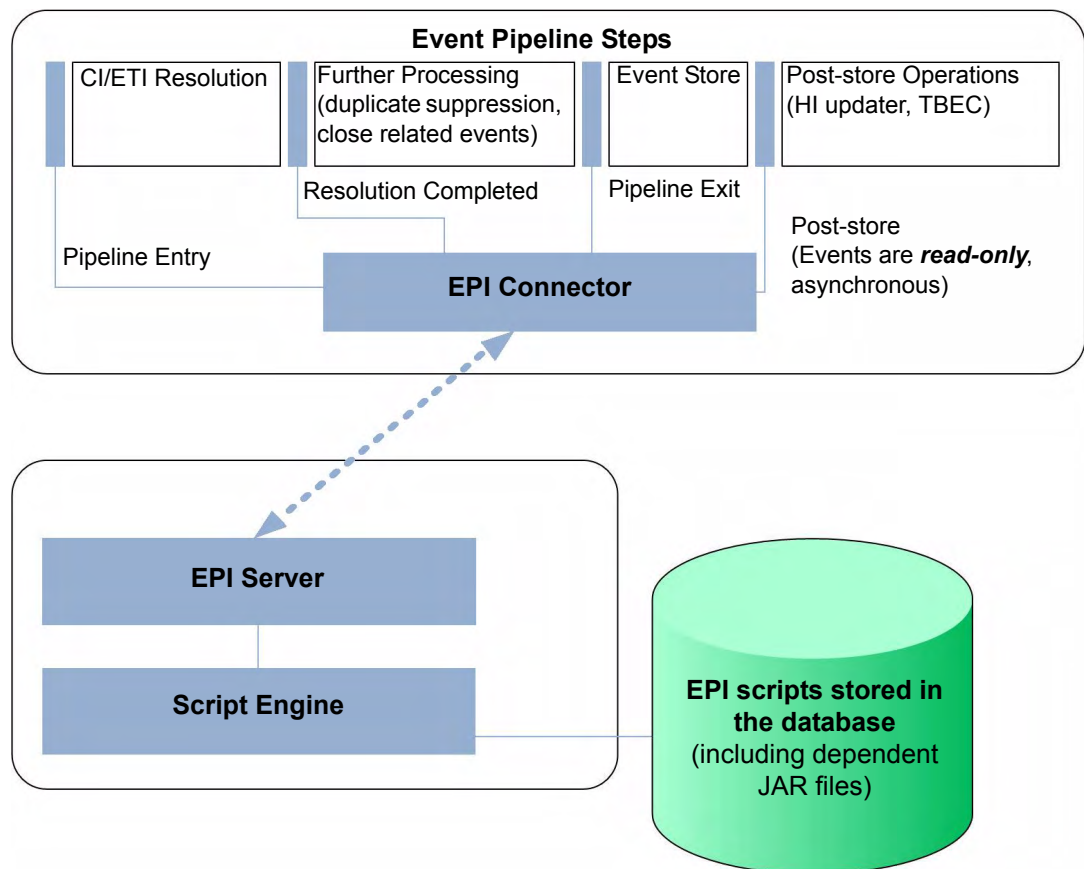 Event Pipeline Steps
CI/ETI Resolution
Further Processing
(duplicate suppression,
close related events)
Event Store
Post-store Operations
(HI updater, TBEC)
Pipeline Entry
Resolution Completed
Pipeline Exit
Post-store
(Events are read-only,
asynchronous)
EPI Connector
EPI Server
Script Engine
EPI scripts stored in
the database
(including dependent
JAR files)